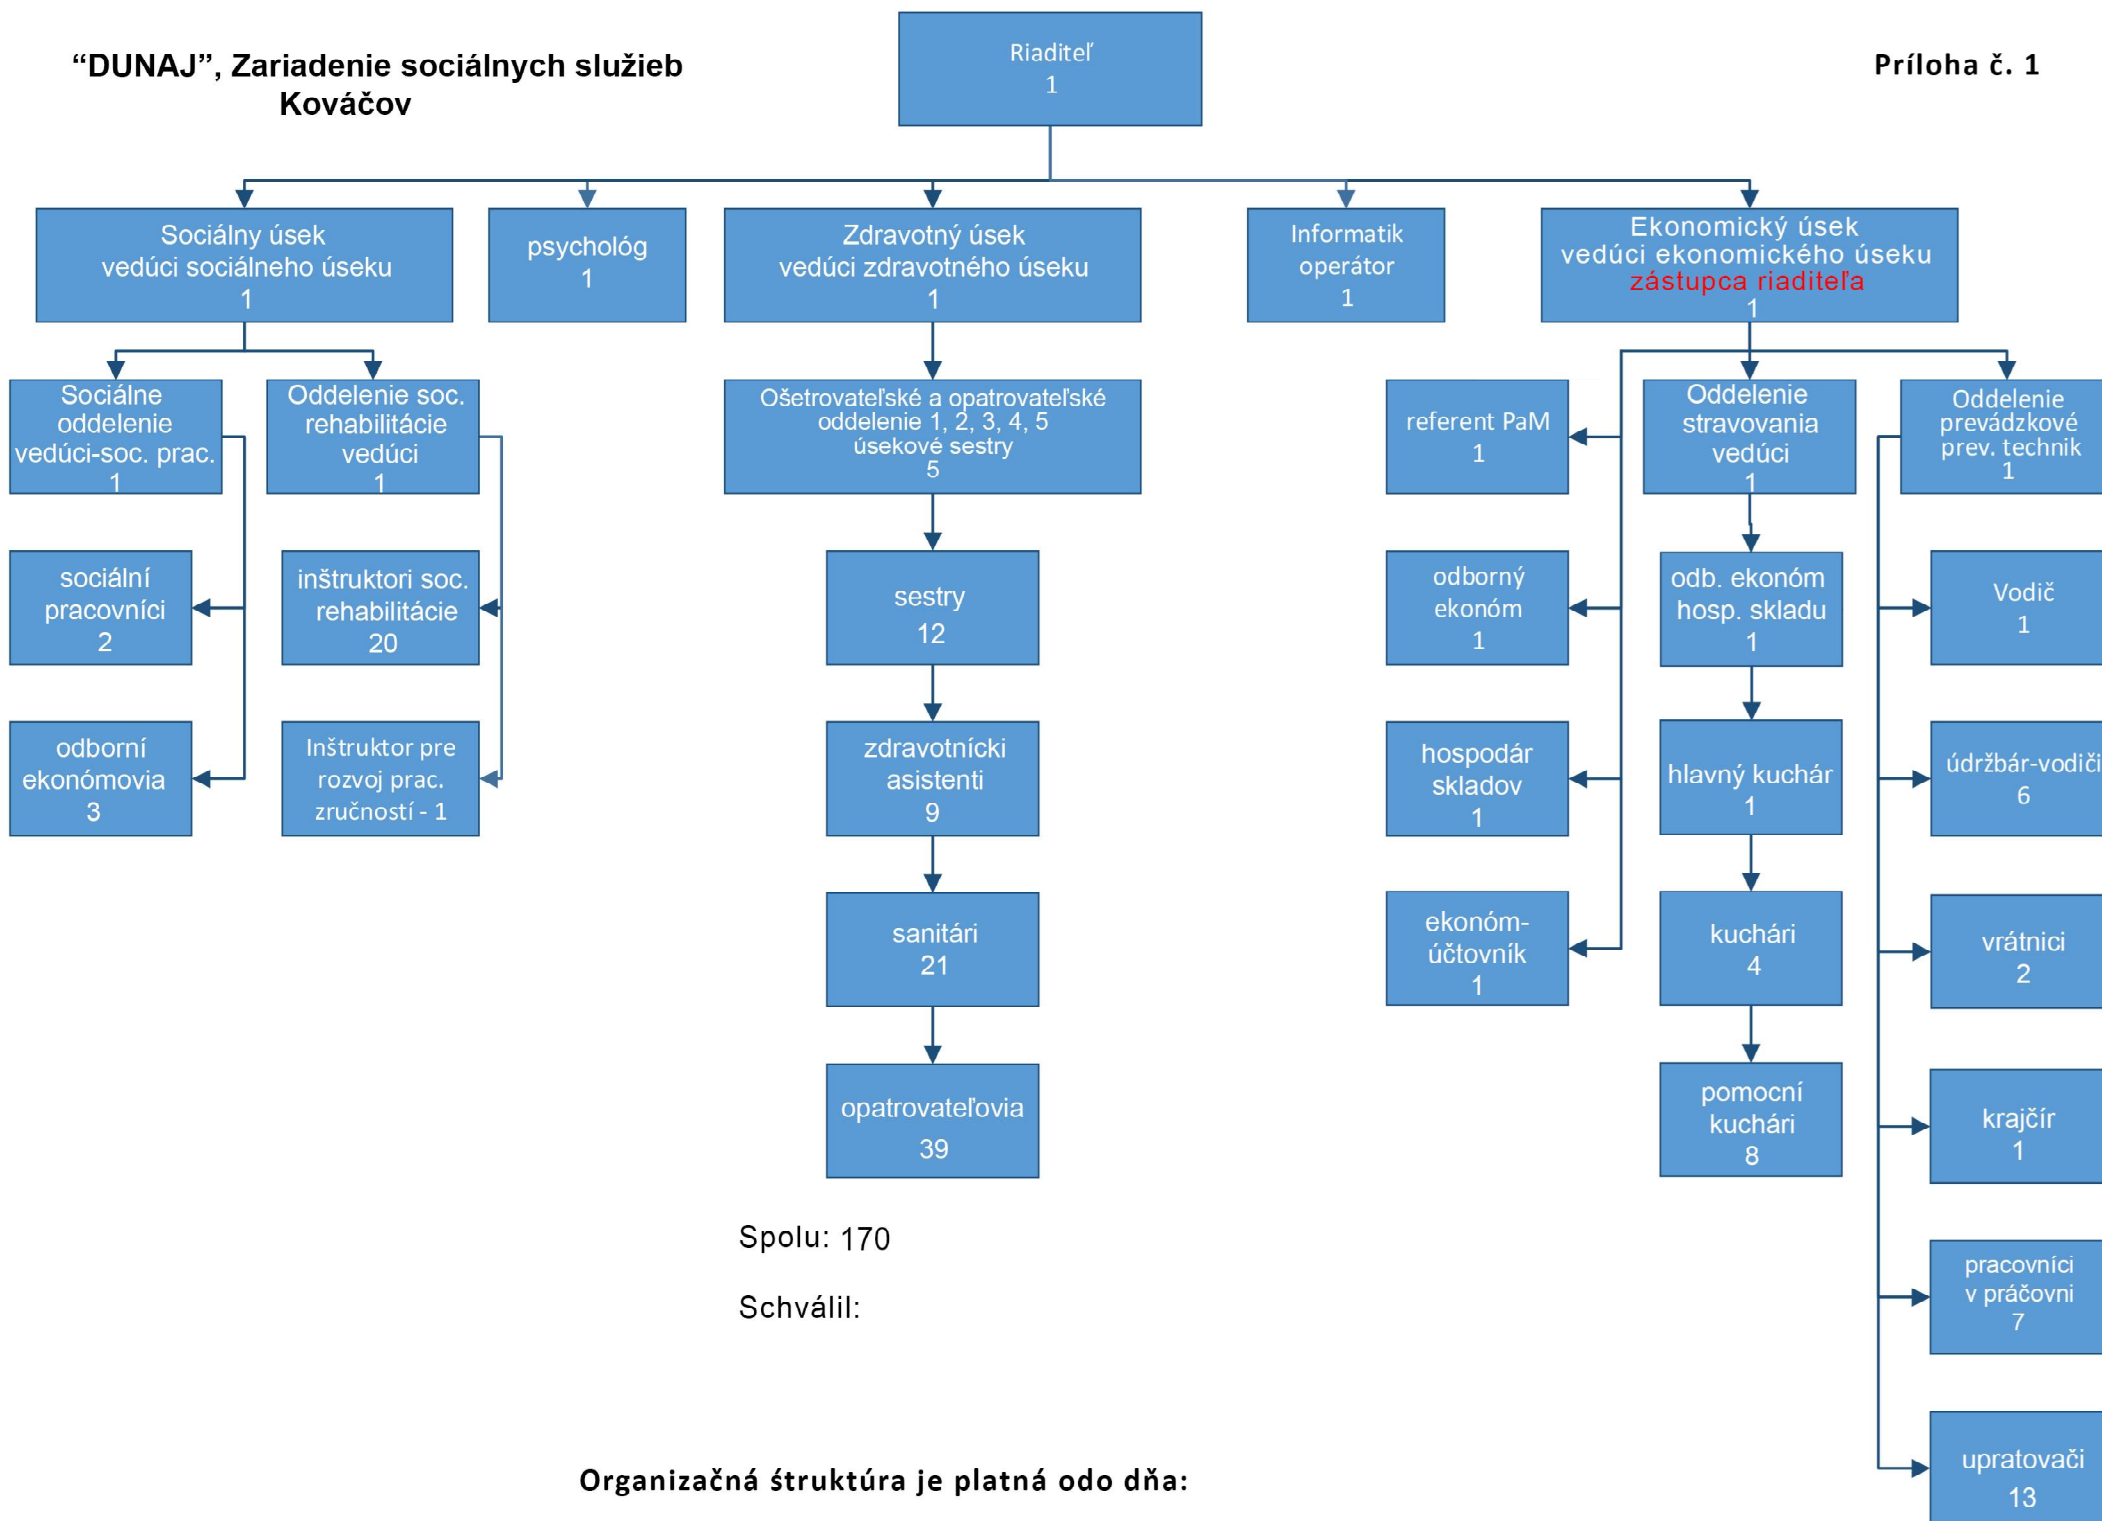 “DUNAJ”, Zariadenie sociálnych služieb
Kováčov
Riaditeľ
1
Príloha č. 1
Sociálny úsek
vedúci sociálneho úseku
1
psychológ
1
Zdravotný úsek
vedúci zdravotného úseku
1
Informatik
operátor
1
Ekonomický úsek
vedúci ekonomického úseku
zástupca riaditeľa
1
Sociálne
oddelenie
vedúci-soc. prac.
1
Oddelenie soc.
rehabilitácie
vedúci
1
Ošetrovateľské a opatrovateľské
oddelenie 1, 2, 3, 4, 5
úsekové sestry
5
referent PaM
1
Oddelenie
stravovania
vedúci
1
Oddelenie
prevádzkové
prev. technik
1
sociálni
pracovníci
2
inštruktori soc.
rehabilitácie
20
sestry
12
odborný
ekonóm
1
odb. ekonóm
hosp. skladu
1
Vodič
1
odborní
ekonómovia
3
Inštruktor pre
rozvoj prac.
zručností - 1
zdravotnícki
asistenti
9
hospodár
skladov
1
hlavný kuchár
1
údržbár-vodiči
6
sanitári
21
ekonóm-
účtovník
1
kuchári
4
vrátnici
2
opatrovateľovia
39
pomocní
kuchári
8
krajčír
1
Spolu: 170
Schválil:
pracovníci
v práčovni
7
upratovači
13
Organizačná śtruktúra je platná odo dňa: